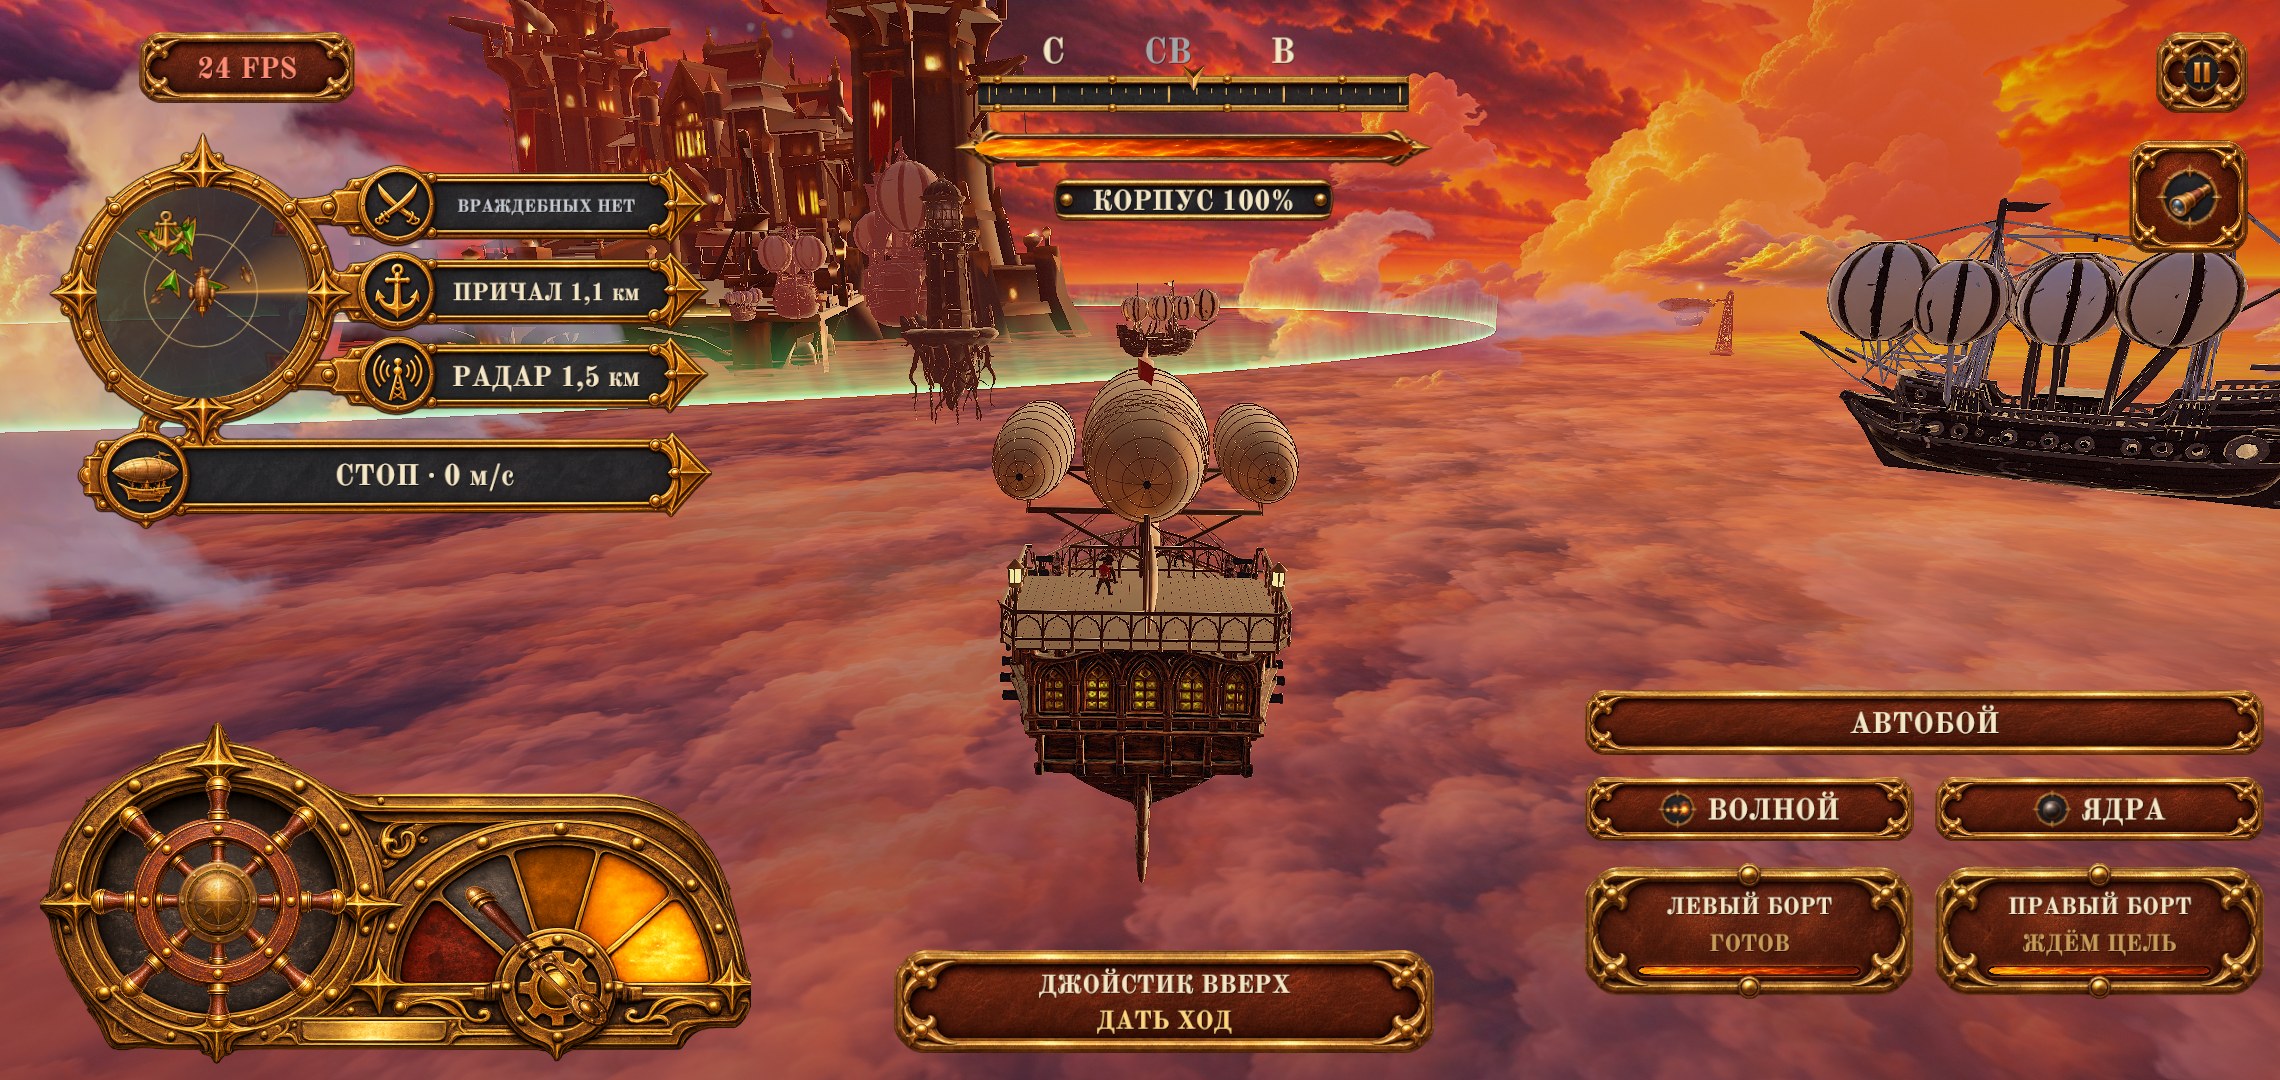 24 FPS
С СВ В
КОРПУС 100%
ВРАЖДЕБНЫХ НЕТ
ПРИЧАЛ 1,1 км
РАДАР 1,5 км
СТОП · 0 м/с
АВТОБОЙ
ВОЛНОЙ
ЯДРА
ЛЕВЫЙ БОРТ
ГОТОВ
ПРАВЫЙ БОРТ
ЖДЁМ ЦЕЛЬ
ДЖОЙСТИК ВВЕРХ
ДАТЬ ХОД